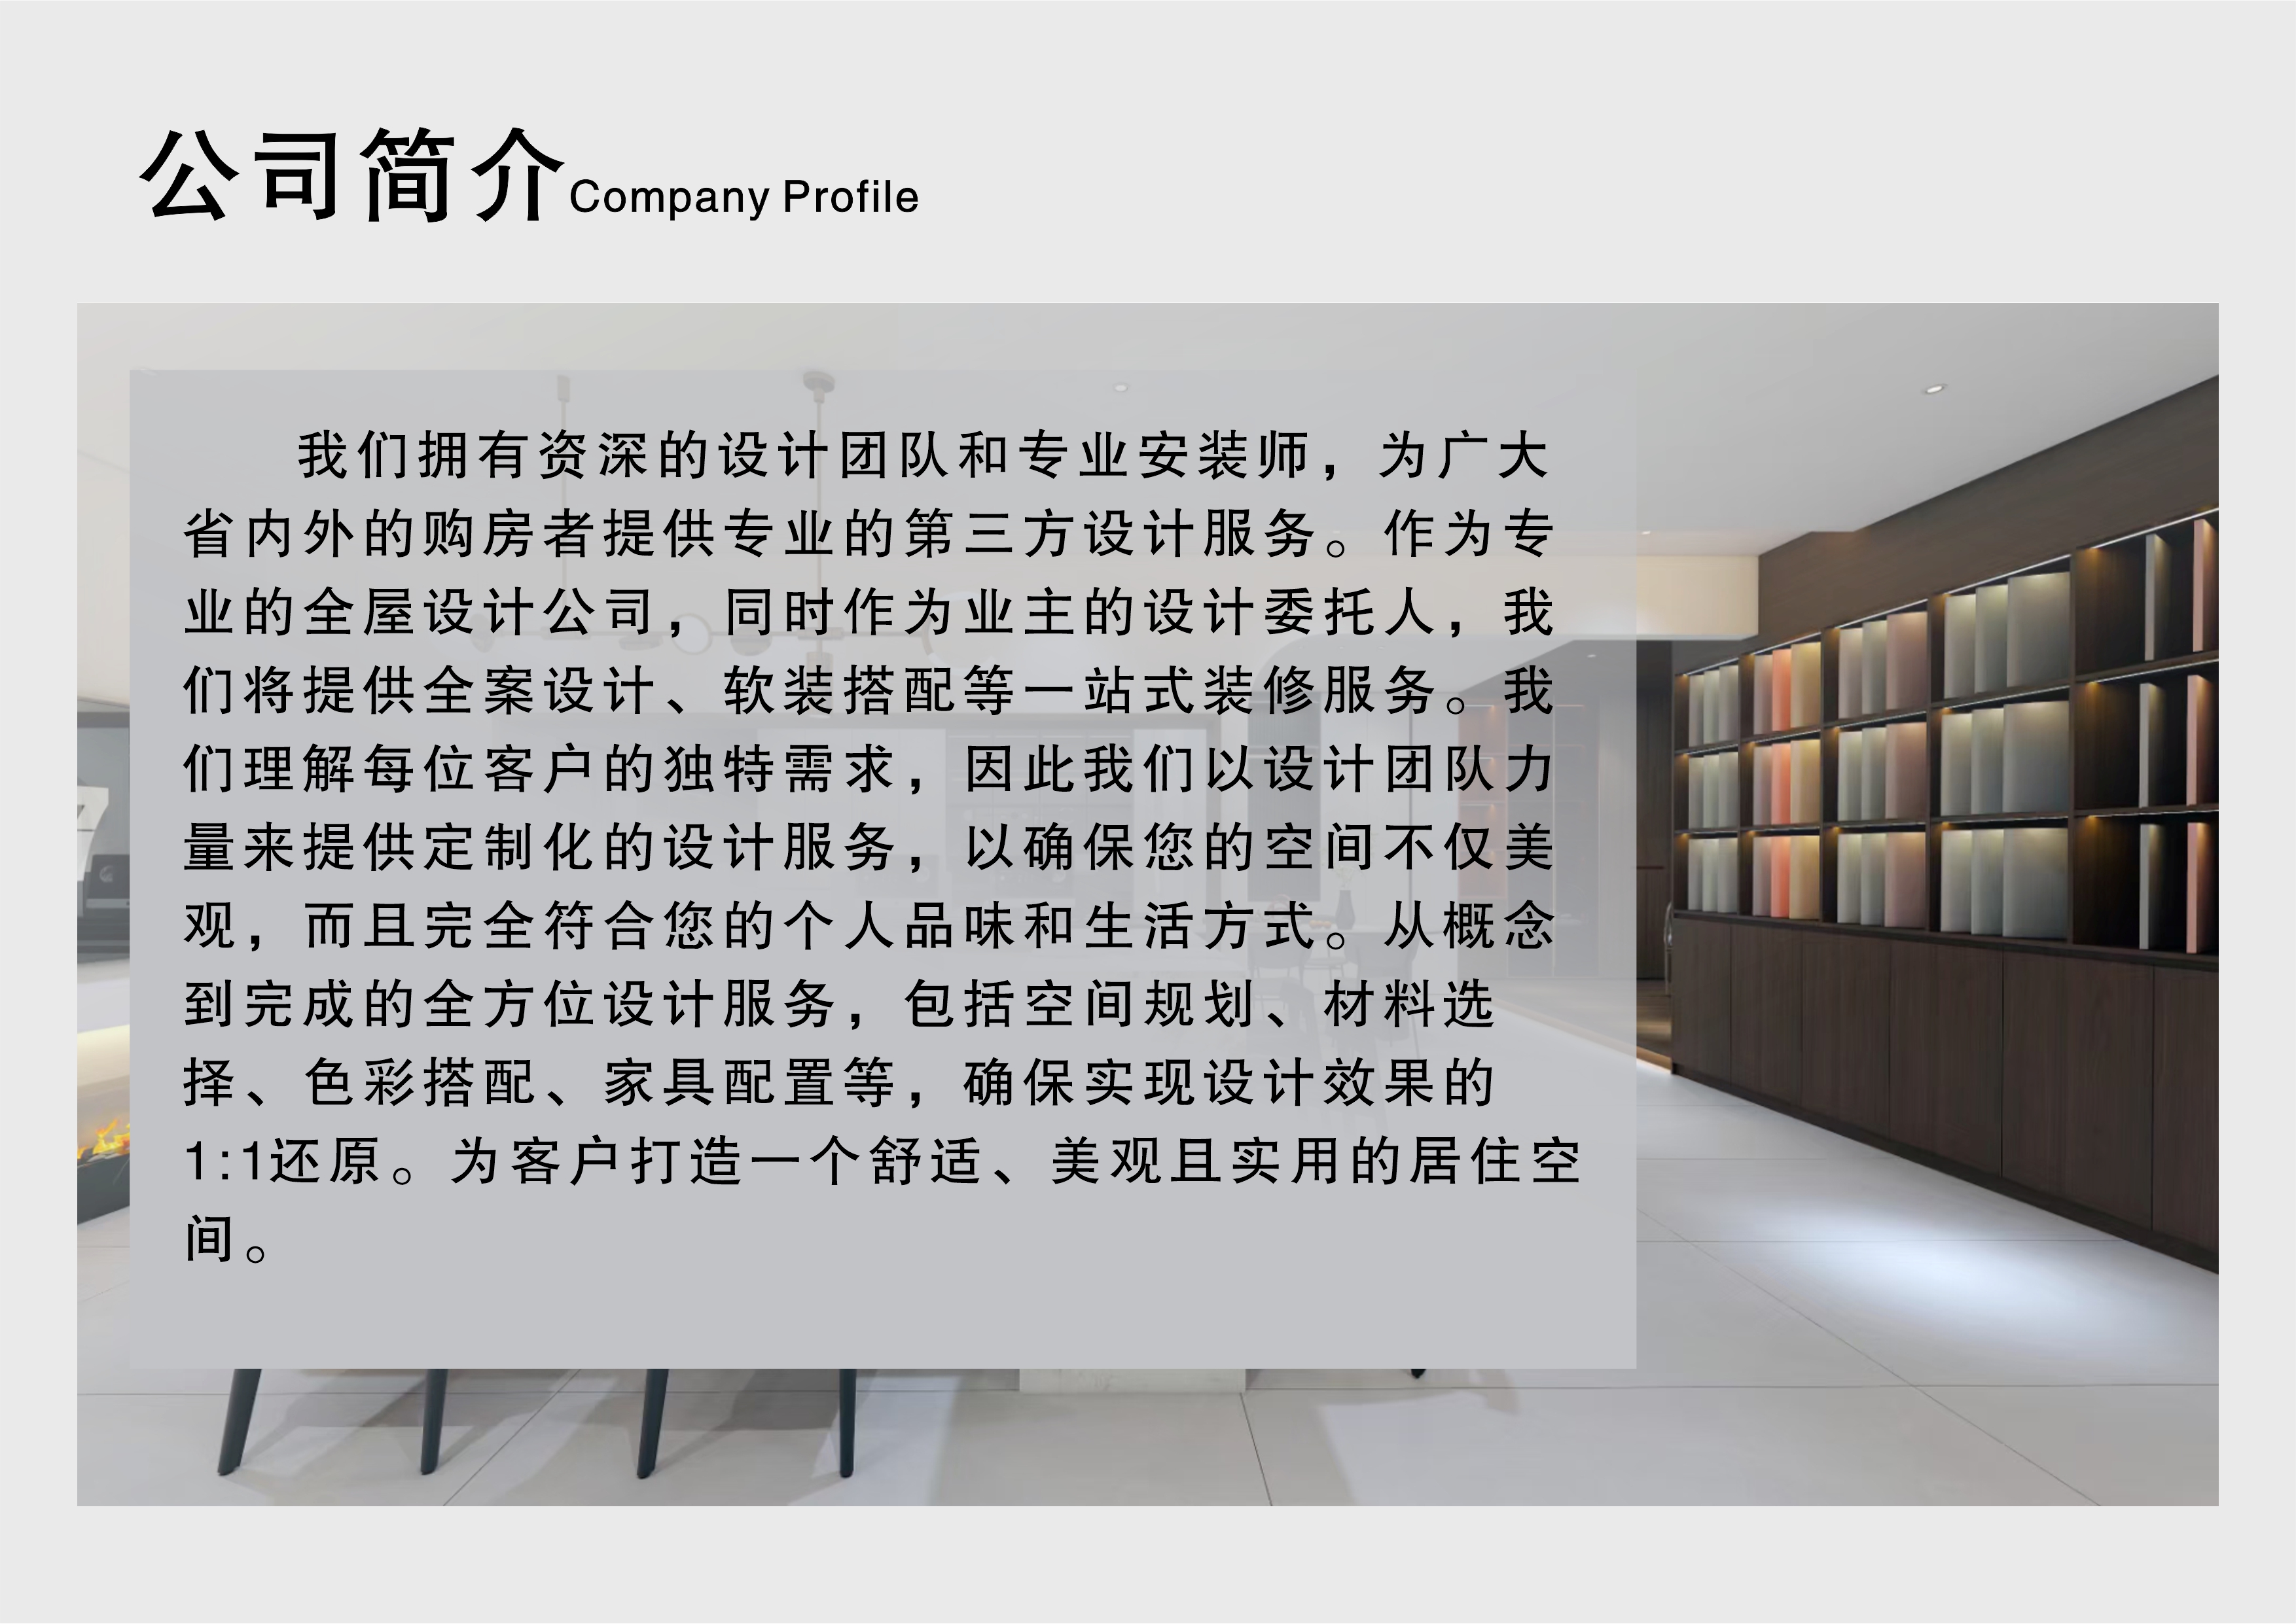 公司简介 Company Profile
我们拥有资深的设计团队和专业安装师，为广大
省内外的购房者提供专业的第三方设计服务。作为专
业的全屋设计公司，同时作为业主的设计委托人，我
们将提供全案设计、软装搭配等一站式装修服务。我
们理解每位客户的独特需求，因此我们以设计团队力
量来提供定制化的设计服务，以确保您的空间不仅美
观，而且完全符合您的个人品味和生活方式。从概念
到完成的全方位设计服务，包括空间规划、材料选
择、色彩搭配、家具配置等，确保实现设计效果的
1:1还原。为客户打造一个舒适、美观且实用的居住空
间。